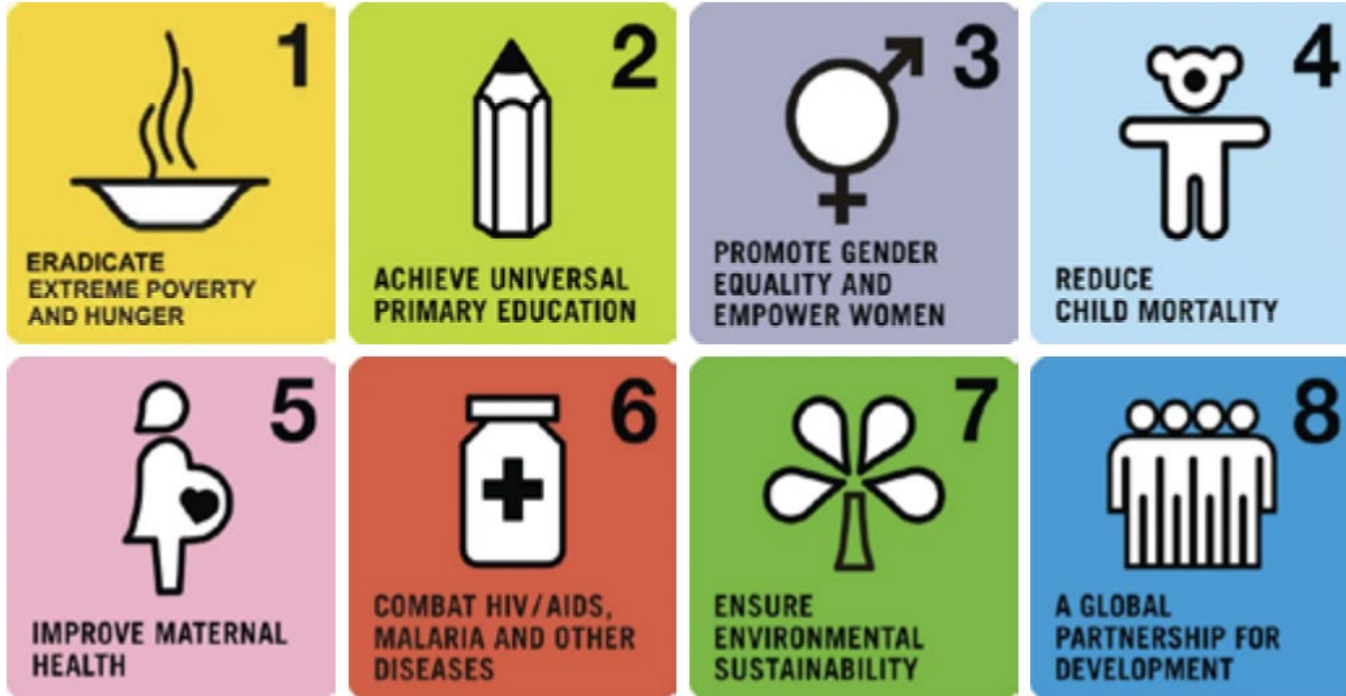 1
ERADICATE
EXTREME POVERTY
AND HUNGER
2
ACHIEVE UNIVERSAL
PRIMARY EDUCATION
3
PROMOTE GENDER
EQUALITY AND
EMPOWER WOMEN
4
REDUCE
CHILD MORTALITY
5
IMPROVE MATERNAL
HEALTH
6
COMBAT HIV/AIDS,
MALARIA AND OTHER
DISEASES
7
ENSURE
ENVIRONMENTAL
SUSTAINABILITY
8
A GLOBAL
PARTNERSHIP FOR
DEVELOPMENT